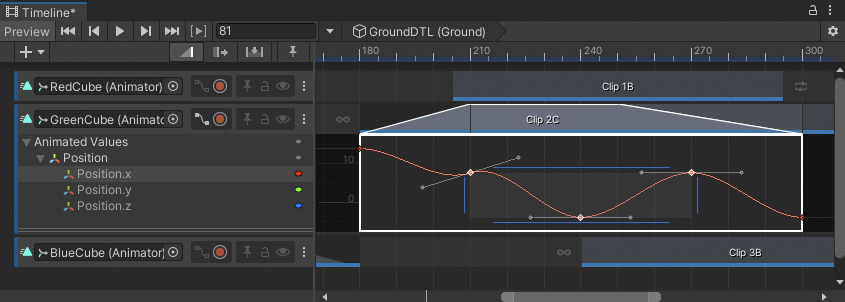 Timeline*
Preview 81 GroundDTL (Ground)
180 210 240 270 300
RedCube (Animator) Clip 1B
GreenCube (Animato Clip 2C
Animated Values
Position 10
Position.x
Position.y 0
Position.z
BlueCube (Animator) Clip 3B